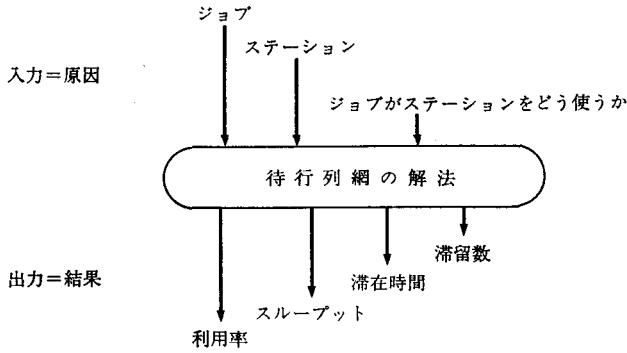 ジョブ
ステーション
入力＝原因
ジョブがステーションをどう使うか
待行列網の解法
滞留数
出力＝結果
滞在時間
スループット
利用率